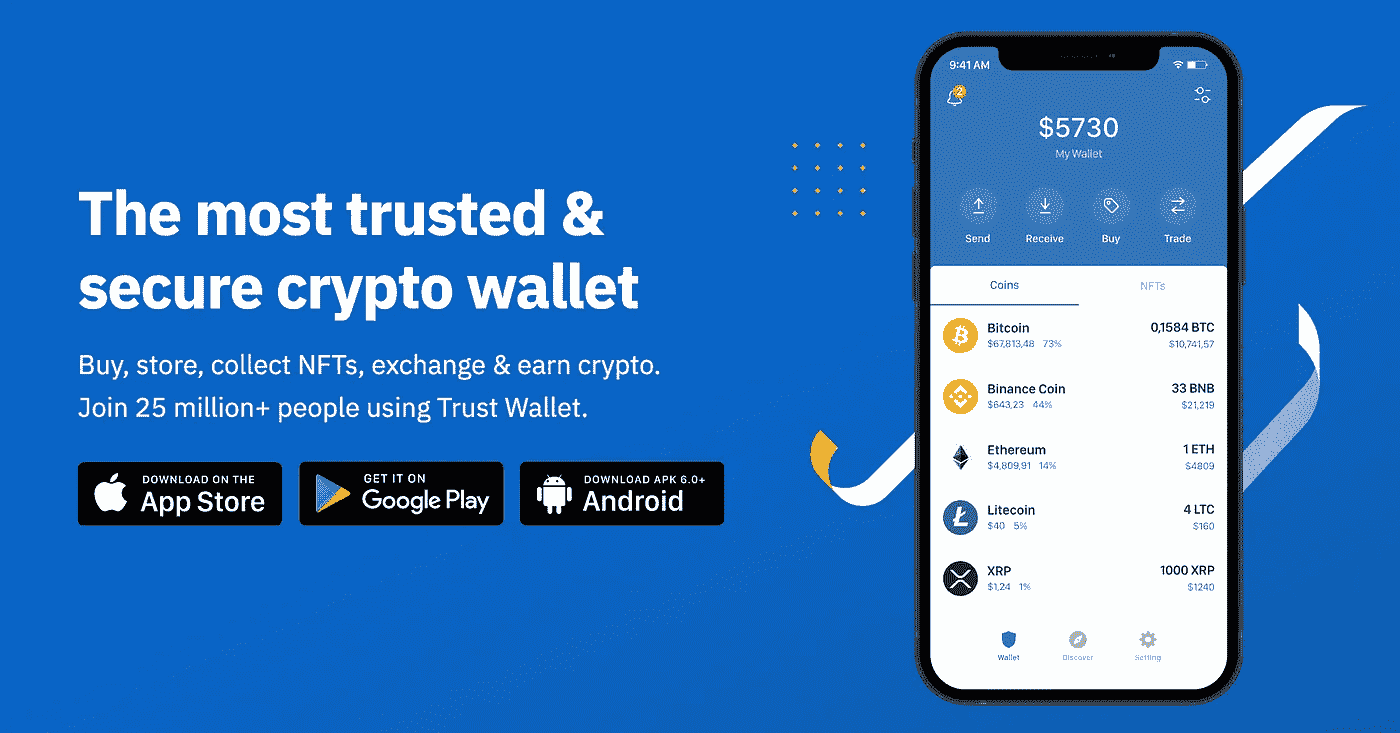 The most trusted &
secure crypto wallet
Buy, store, collect NFTs, exchange & earn crypto.
Join 25 million+ people using Trust Wallet.
DOWNLOAD ON THE
App Store
GET IT ON
Google Play
DOWNLOAD APK 6.0+
Android
9:41 AM
2
$5730
My Wallet
Send Receive Buy Trade
Coins NFTs
Bitcoin 0,1584 BTC
$67,813,48 73% $10,741,57
Binance Coin 33 BNB
$643,23 44% $21,219
Ethereum 1 ETH
$4,809,91 14% $4809
Litecoin 4 LTC
$40 5% $160
XRP 1000 XRP
$1,24 1% $1240
Wallet Discover Setting